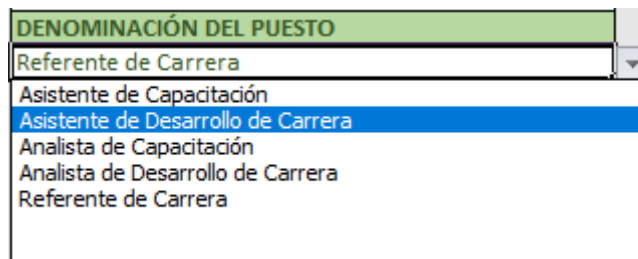 DENOMINACIÓN DEL PUESTO
Referente de Carrera
Asistente de Capacitación
Asistente de Desarrollo de Carrera
Analista de Capacitación
Analista de Desarrollo de Carrera
Referente de Carrera